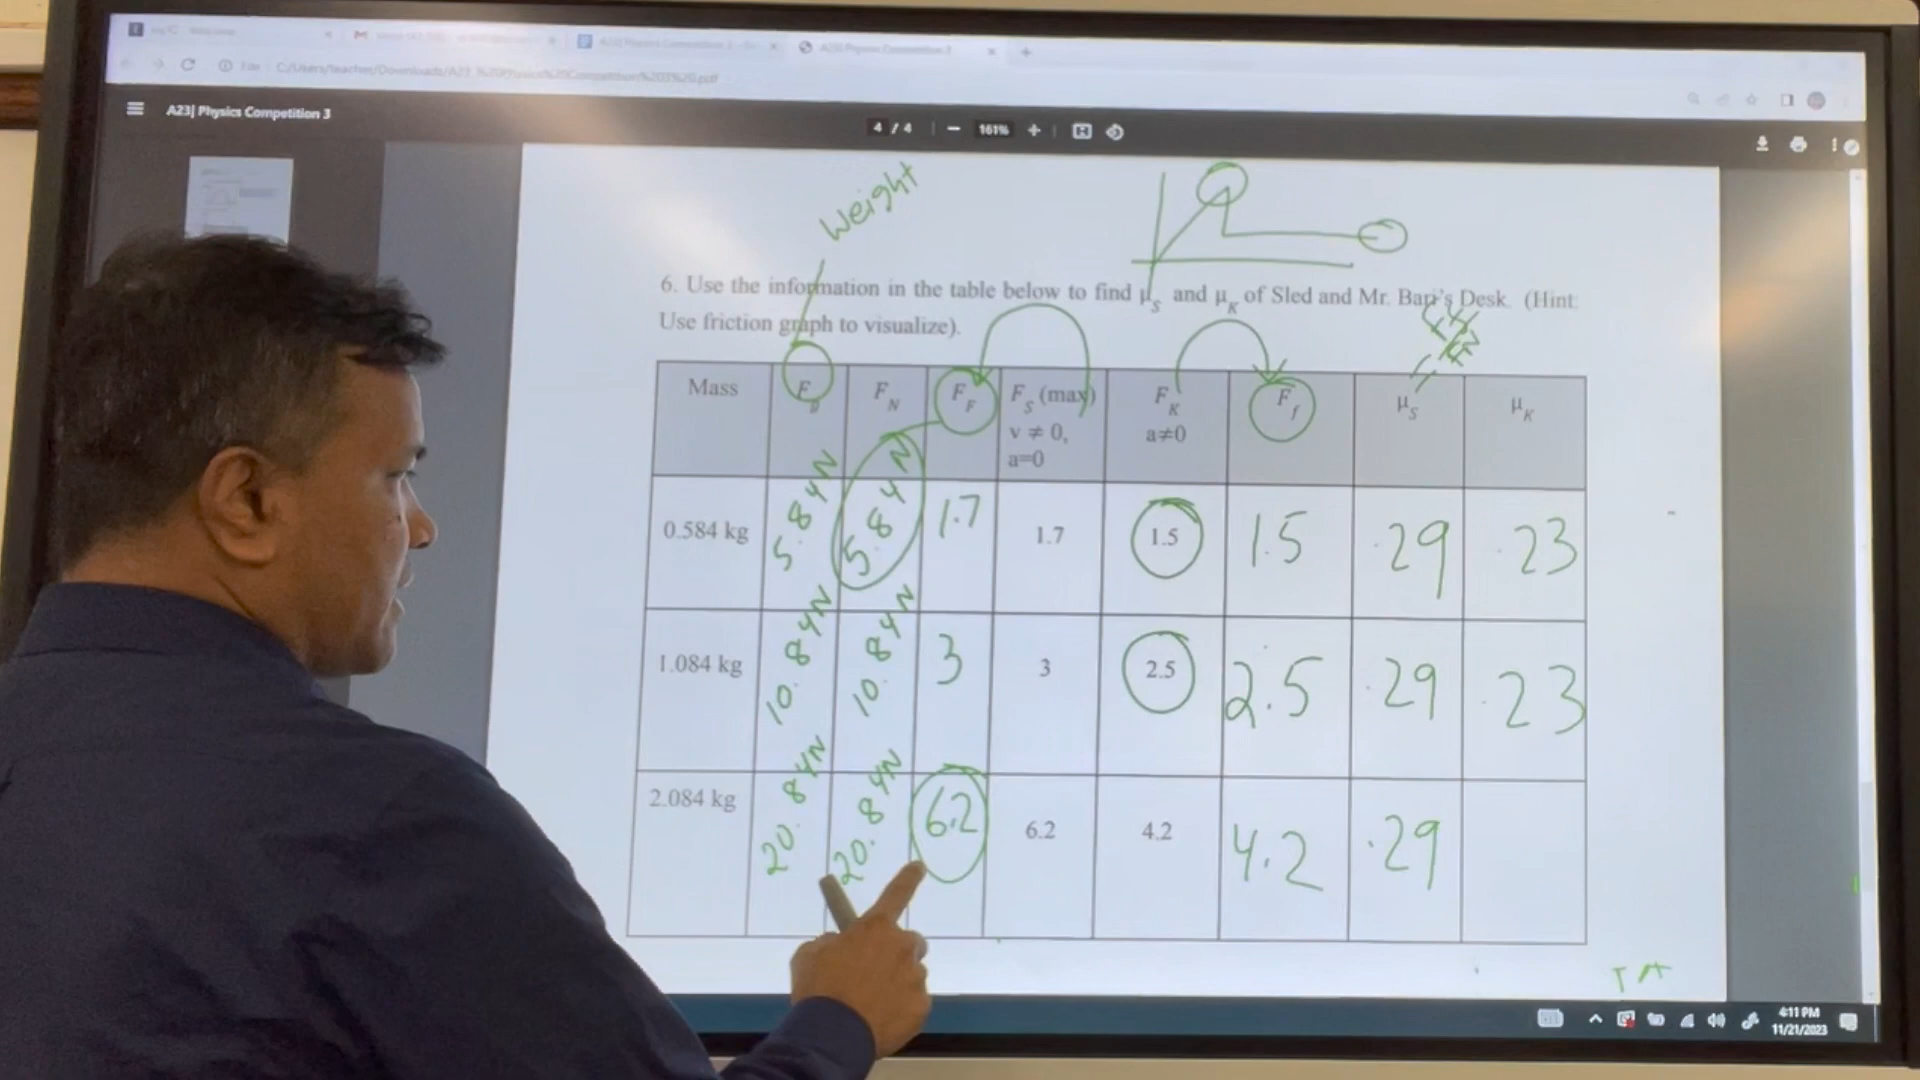 A23| Physics Competition 3
4 / 4 — 161% +
Weight
6. Use the information in the table below to find μS and μK of Sled and Mr. Bari's Desk. (Hint:
Use friction graph to visualize).
Mass F FN FF FS (max) FK Ff μS μK
v ≠ 0, a≠0
a=0
0.584 kg 5.84N 5.84N 1.7 1.7 1.5 1.5 .29 .23
1.084 kg 10.84N 10.84N 3 3 2.5 2.5 .29 .23
2.084 kg 20.84N 20.84N 6.2 6.2 4.2 4.2 .29
4:11 PM
11/21/2023